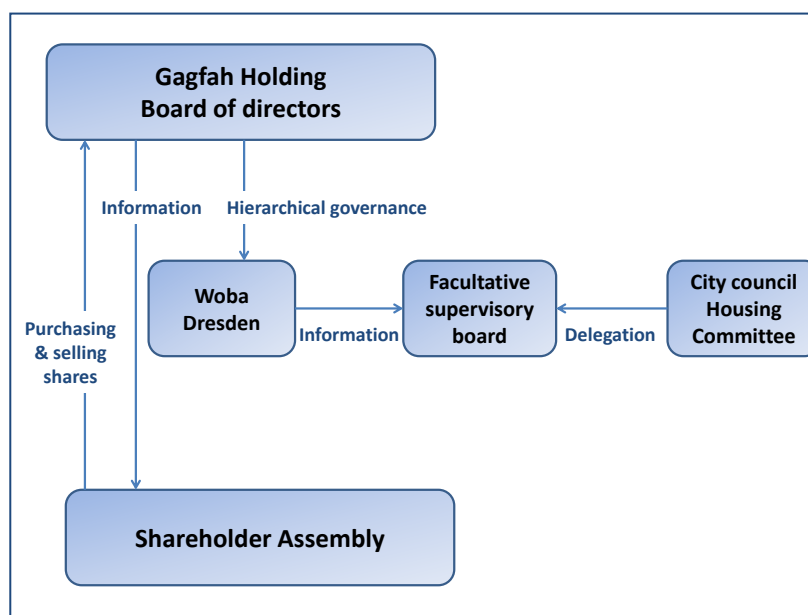 Gagfah Holding
Board of directors
Information
Hierarchical governance
Woba
Dresden
Facultative
supervisory
board
City council
Housing
Committee
Information
Delegation
Purchasing
& selling
shares
Shareholder Assembly